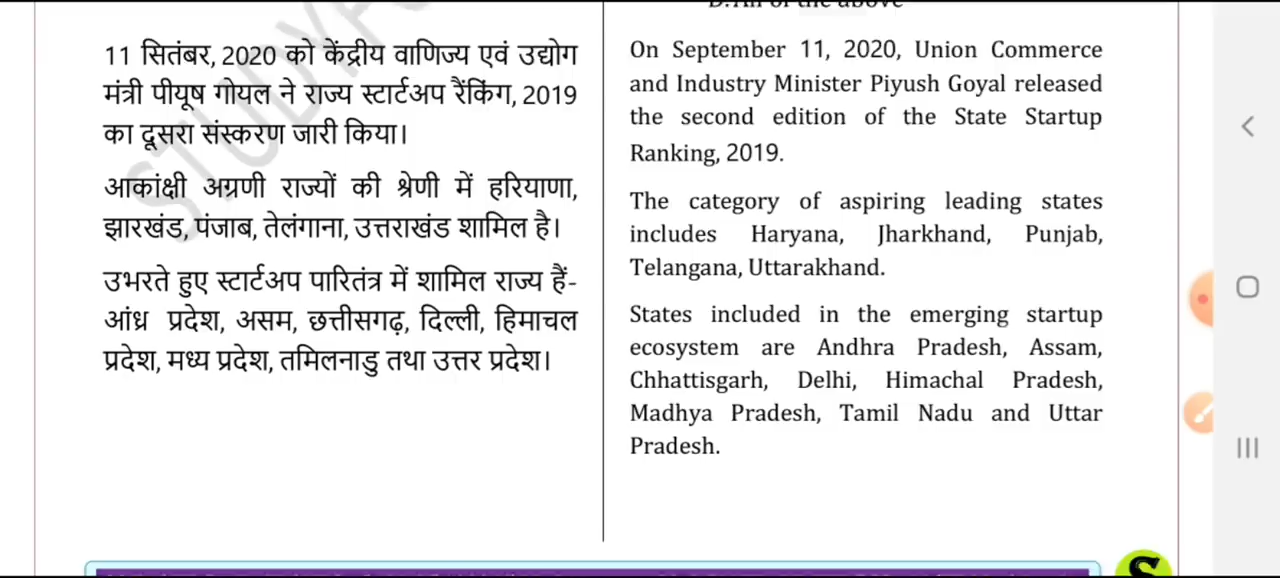 D.All of the above
11 सितंबर, 2020 को केंद्रीय वाणिज्य एवं उद्योग
मंत्री पीयूष गोयल ने राज्य स्टार्टअप रैंकिंग, 2019
का दूसरा संस्करण जारी किया।
आकांक्षी अग्रणी राज्यों की श्रेणी में हरियाणा,
झारखंड, पंजाब, तेलंगाना, उत्तराखंड शामिल है।
उभरते हुए स्टार्टअप पारितंत्र में शामिल राज्य हैं-
आंध्र प्रदेश, असम, छत्तीसगढ़, दिल्ली, हिमाचल
प्रदेश, मध्य प्रदेश, तमिलनाडु तथा उत्तर प्रदेश।
On September 11, 2020, Union Commerce
and Industry Minister Piyush Goyal released
the second edition of the State Startup
Ranking, 2019.
The category of aspiring leading states
includes Haryana, Jharkhand, Punjab,
Telangana, Uttarakhand.
States included in the emerging startup
ecosystem are Andhra Pradesh, Assam,
Chhattisgarh, Delhi, Himachal Pradesh,
Madhya Pradesh, Tamil Nadu and Uttar
Pradesh.